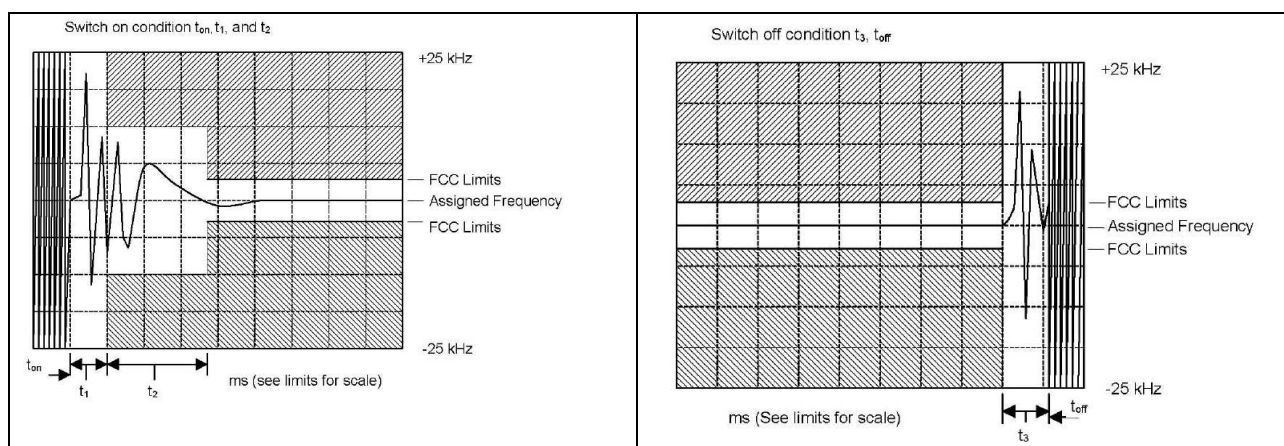 Switch on condition ton, t1, and t2
+25 kHz
FCC Limits
Assigned Frequency
FCC Limits
-25 kHz
ton
t1
t2
ms (see limits for scale)
Switch off condition t3, toff
+25 kHz
FCC Limits
Assigned Frequency
FCC Limits
-25 kHz
ms (See limits for scale)
t3
toff